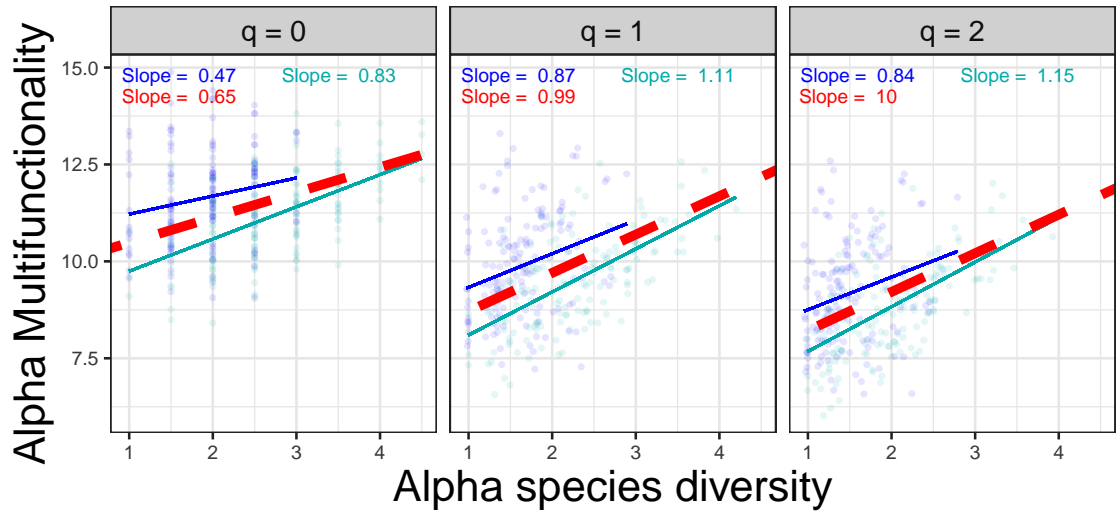 q = 0
q = 1
q = 2
Alpha Multifunctionality
15.0
12.5
10.0
7.5
Slope = 0.47
Slope = 0.83
Slope = 0.65
Slope = 0.87
Slope = 1.11
Slope = 0.99
Slope = 0.84
Slope = 1.15
Slope = 10
1 2 3 4
1 2 3 4
1 2 3 4
Alpha species diversity